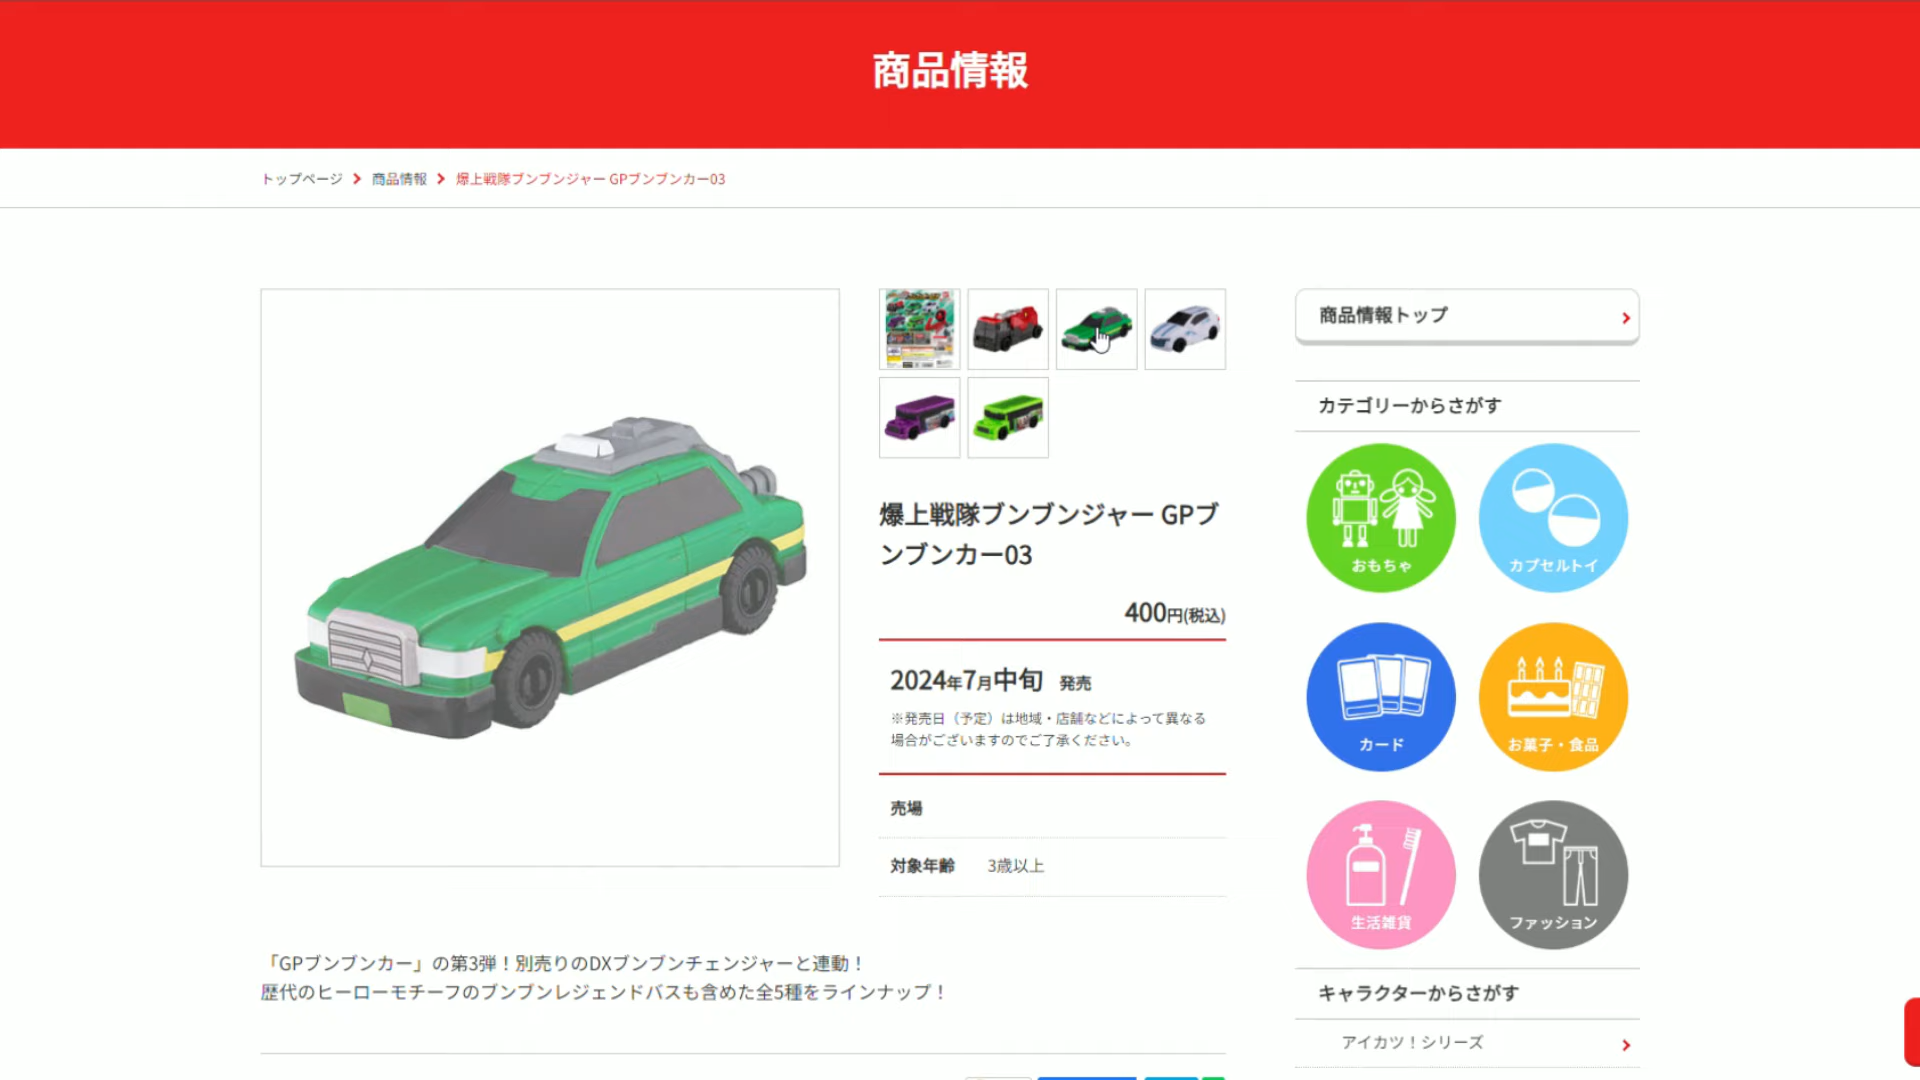 商品情報
トップページ
商品情報
爆上戦隊ブンブンジャー GPブンブンカー03
爆上戦隊ブンブンジャー GPブ
ンブンカー03
400円(税込)
2024年7月中旬 発売
※発売日（予定）は地域・店舗などによって異なる
場合がございますのでご了承ください。
売場
対象年齢 3歳以上
「GPブンブンカー」の第3弾！別売りのDXブンブンチェンジャーと連動！
歴代のヒーローモチーフのブンブンレジェンドバスも含めた全5種をラインナップ！
商品情報トップ
カテゴリーからさがす
おもちゃ
カプセルトイ
カード
お菓子・食品
生活雑貨
ファッション
キャラクターからさがす
アイカツ！シリーズ